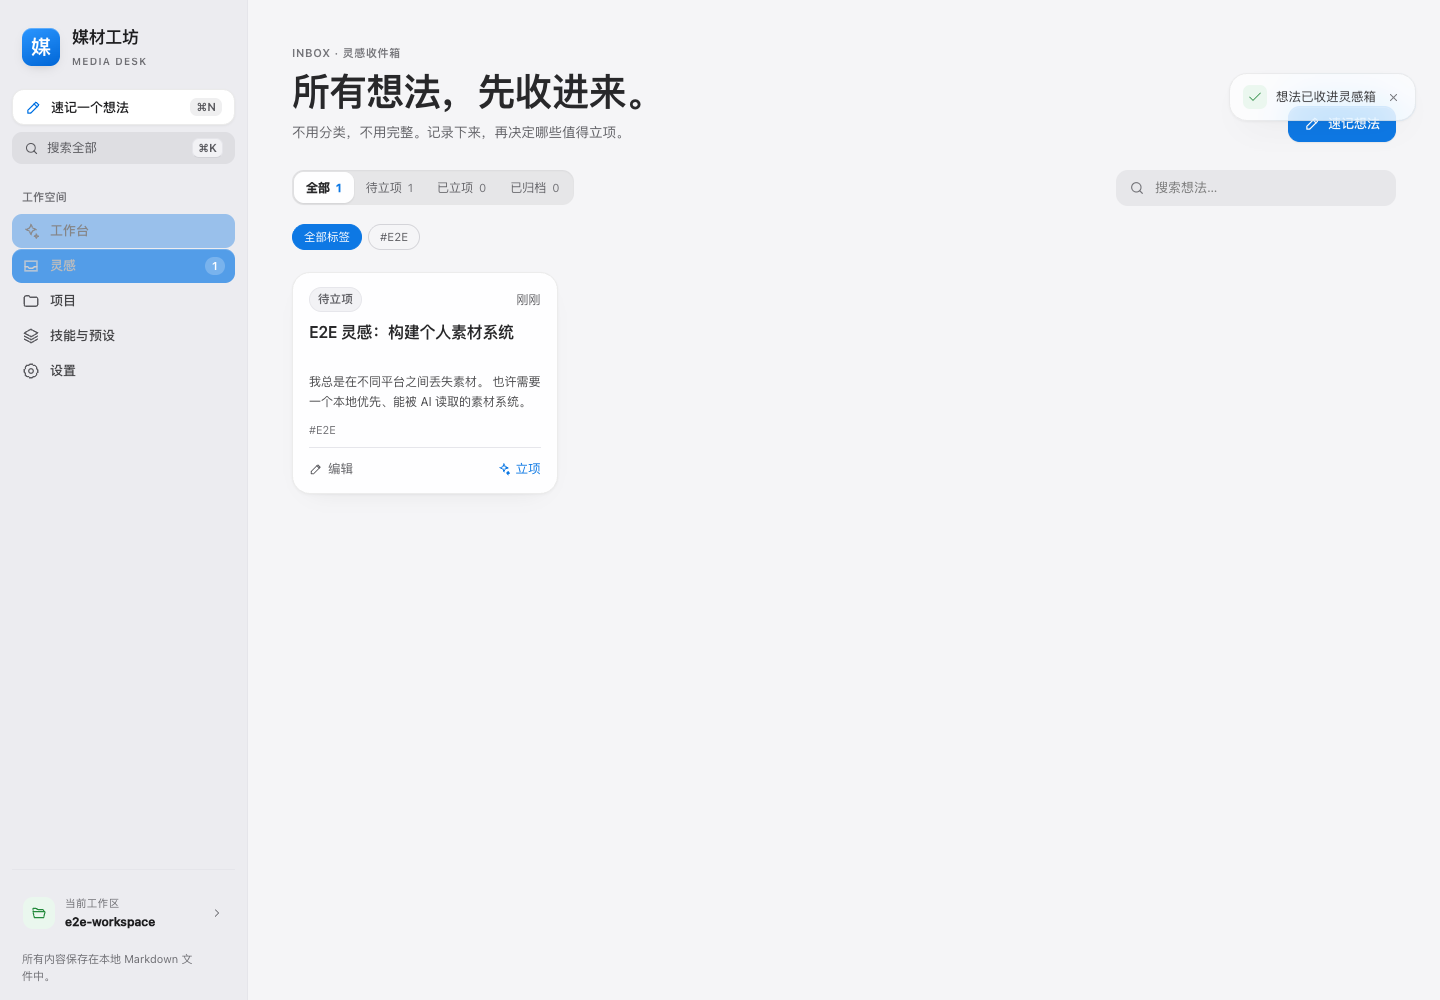 媒
媒材工坊
MEDIA DESK
速记一个想法 ⌘N
搜索全部 ⌘K
工作空间
工作台
灵感 1
项目
技能与预设
设置
当前工作区
e2e-workspace
所有内容保存在本地 Markdown 文
件中。
INBOX · 灵感收件箱
所有想法，先收进来。
不用分类，不用完整。记录下来，再决定哪些值得立项。
想法已收进灵感箱
速记想法
全部 1 待立项 1 已立项 0 已归档 0
搜索想法...
全部标签 #E2E
待立项 刚刚
E2E 灵感：构建个人素材系统
我总是在不同平台之间丢失素材。 也许需要
一个本地优先、能被 AI 读取的素材系统。
#E2E
编辑 立项